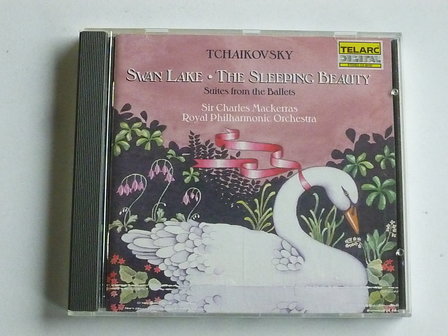 TCHAIKOVSKY
SWAN LAKE • THE SLEEPING BEAUTY
Suites from the Ballets
Sir Charles Mackerras
Royal Philharmonic Orchestra
TELARC
DIGITAL